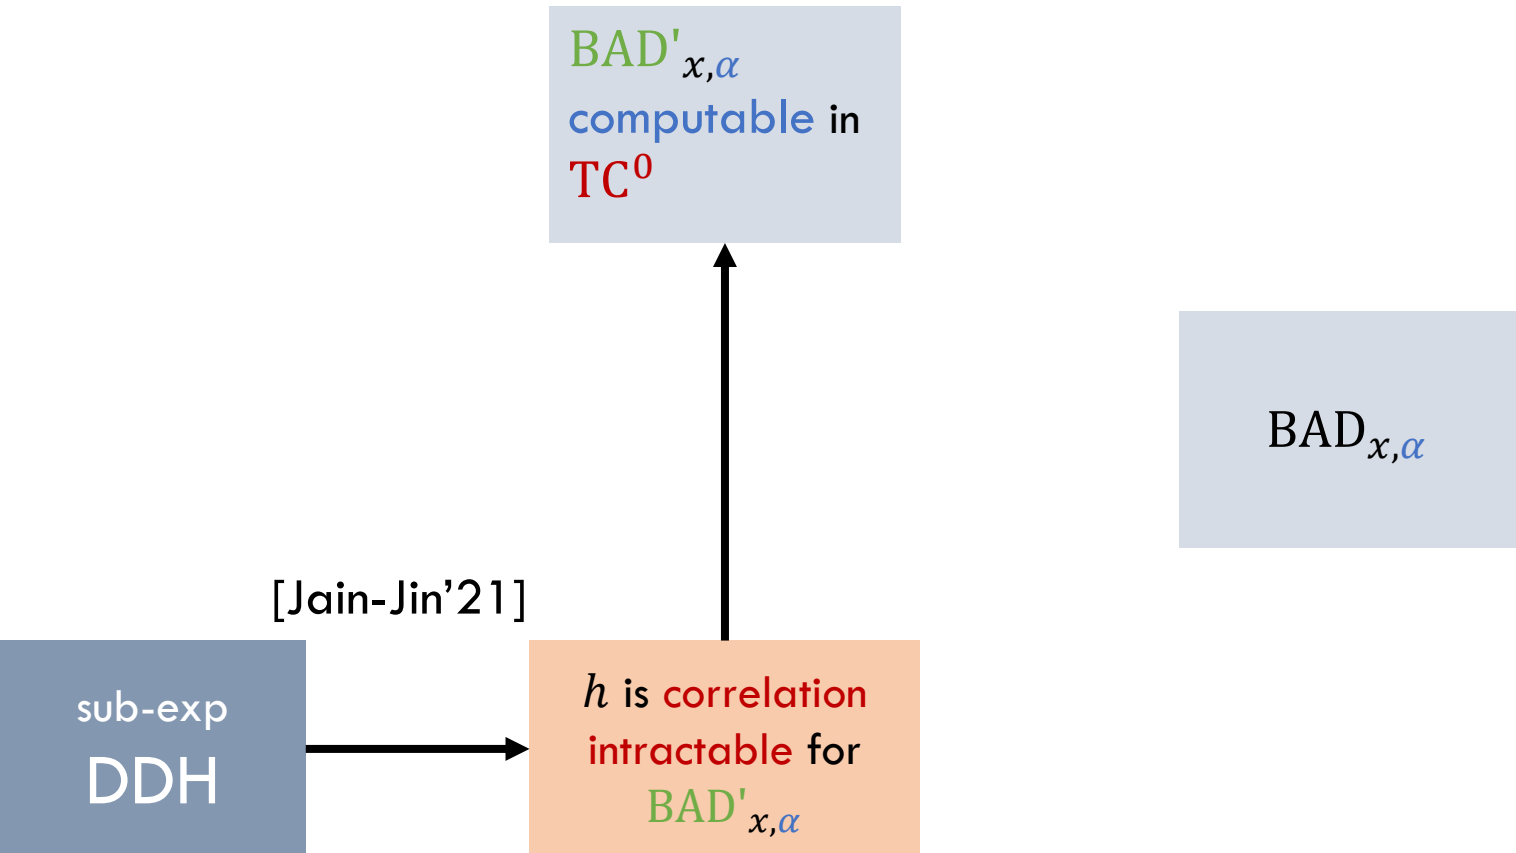 BAD'ₓ,α
computable in
TC⁰
BADₓ,α
[Jain-Jin’21]
sub-exp
DDH
h is correlation
intractable for
BAD'ₓ,α